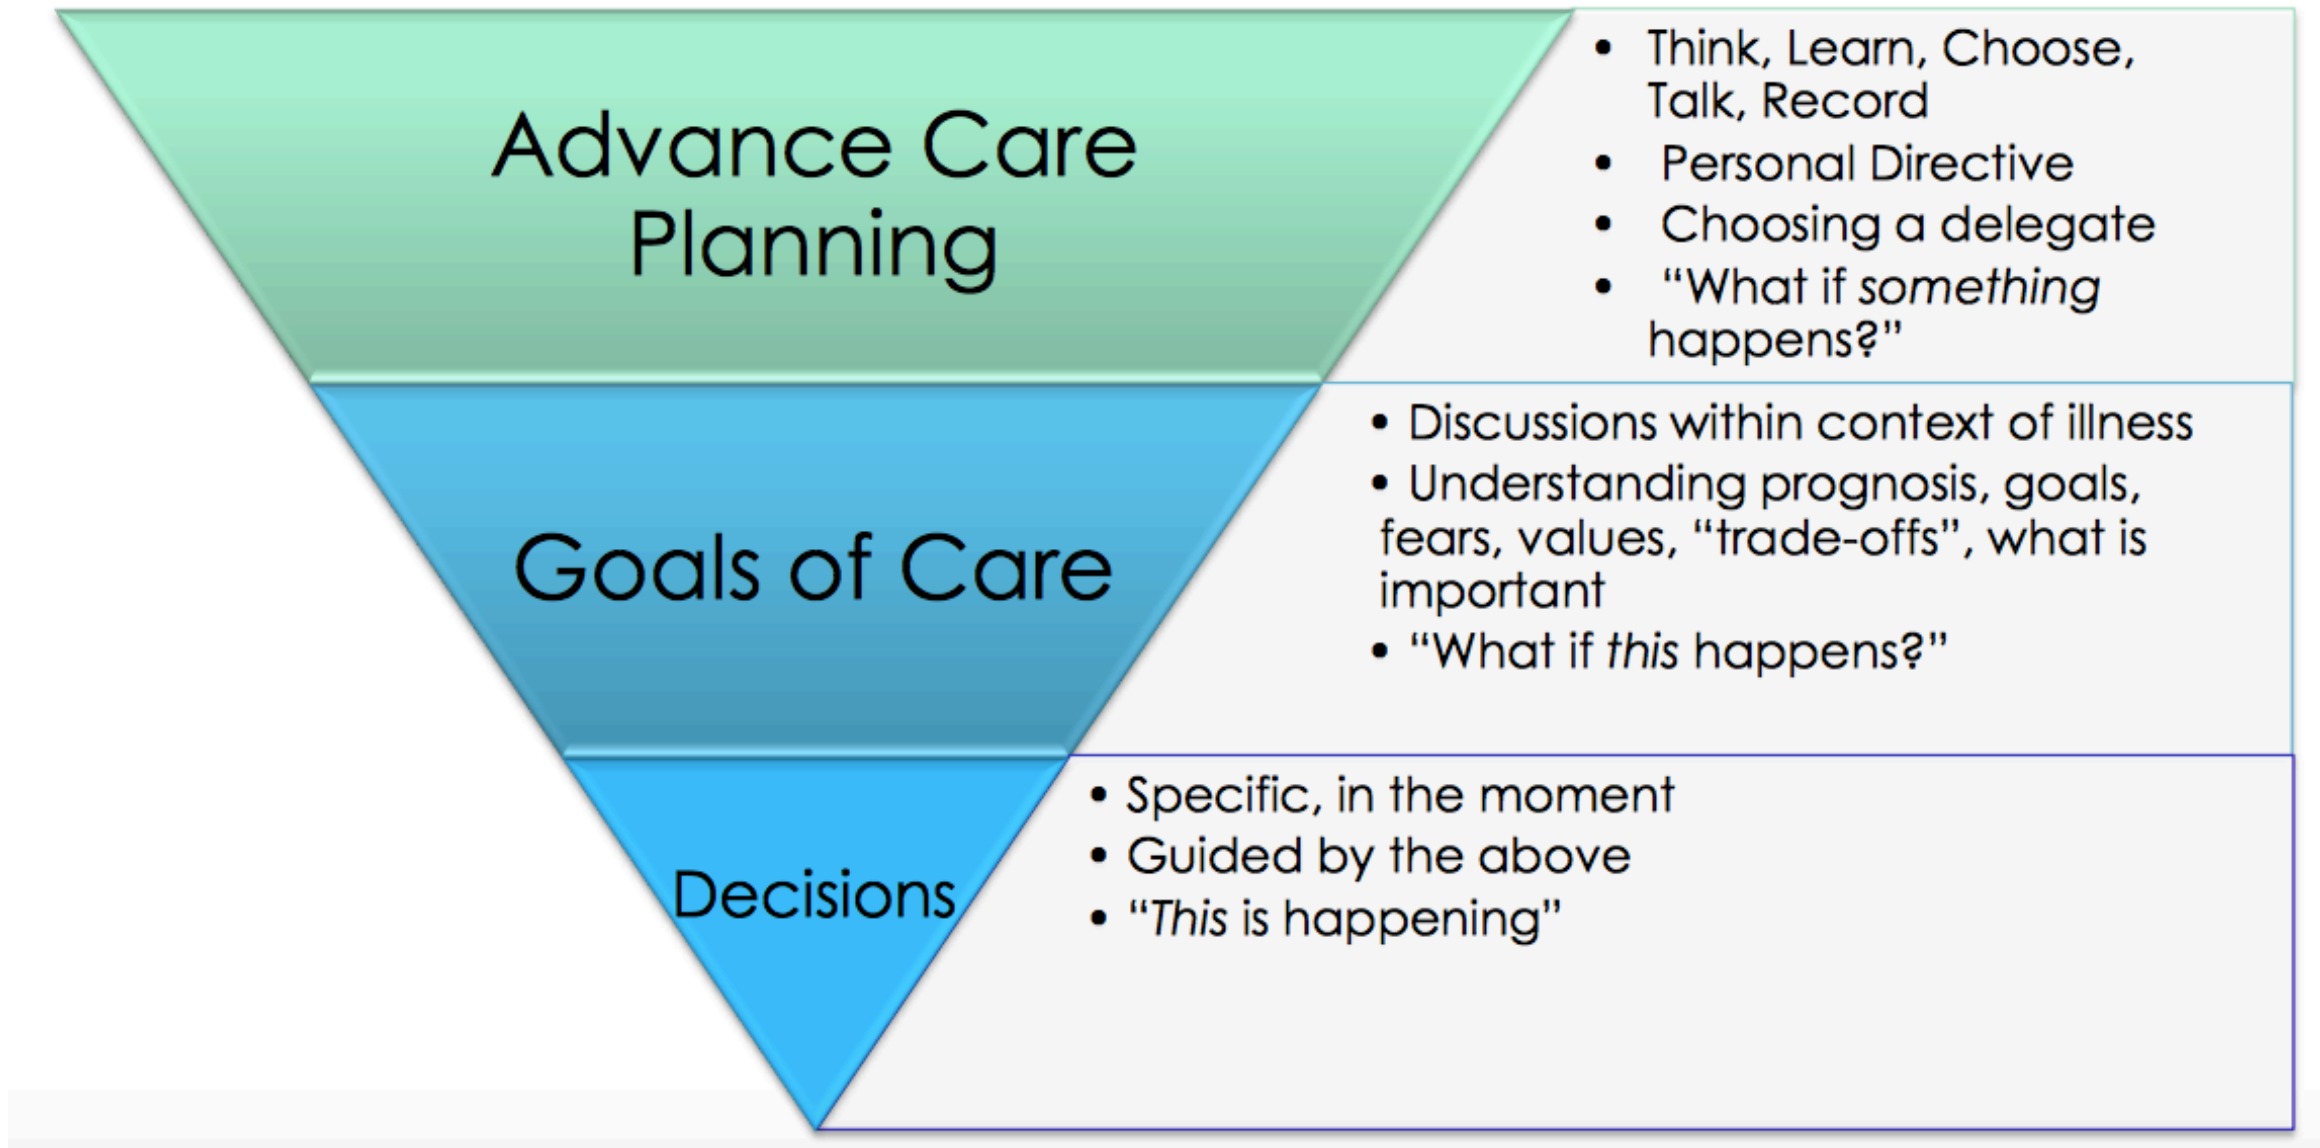 Advance Care
Planning
• Think, Learn, Choose,
Talk, Record
• Personal Directive
• Choosing a delegate
• “What if something
happens?”
Goals of Care
• Discussions within context of illness
• Understanding prognosis, goals,
fears, values, “trade-offs”, what is
important
• “What if this happens?”
Decisions
• Specific, in the moment
• Guided by the above
• “This is happening”